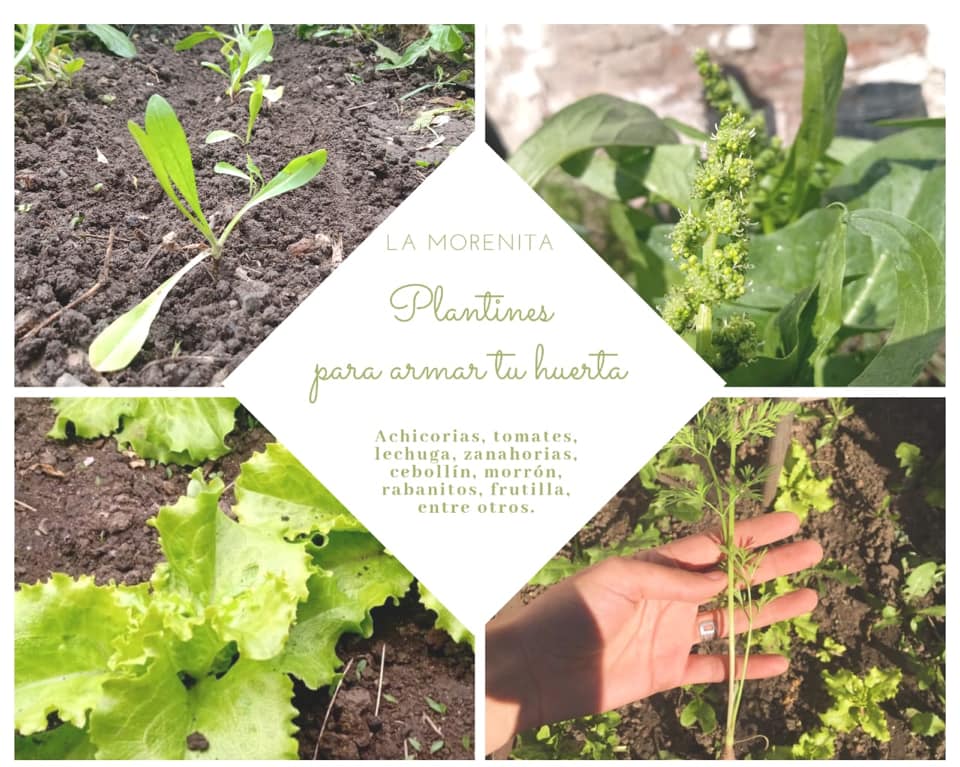 LA MORENITA
Plantines
para armar tu huerta
Achicorias, tomates,
lechuga, zanahorias,
cebollín, morrón,
rabanitos, frutilla,
entre otros.